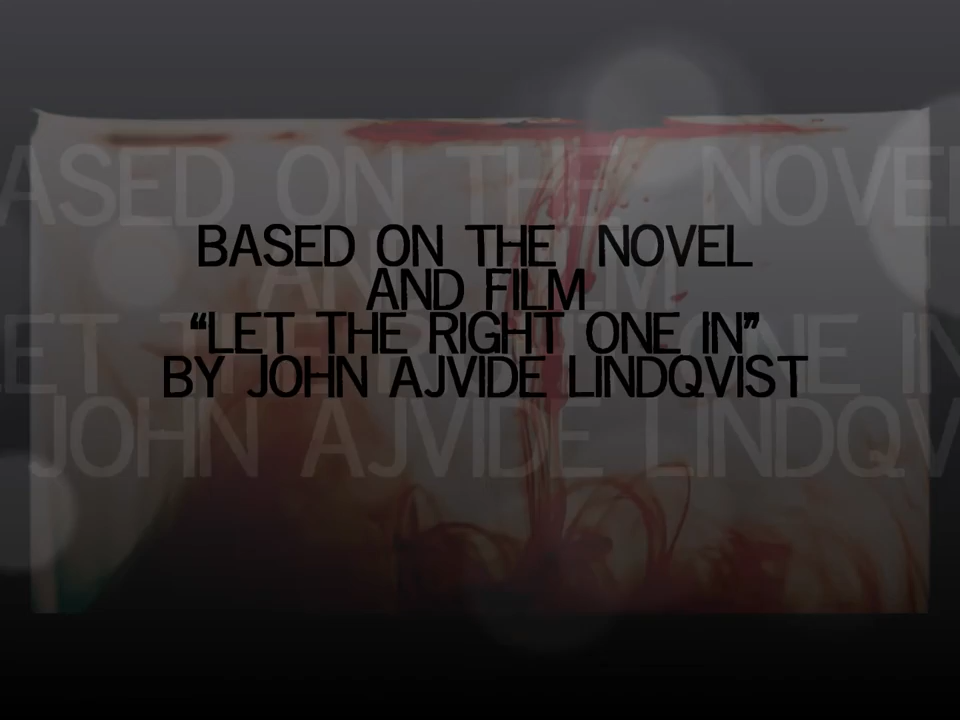 BASED ON THE NOVEL
AND FILM
“LET THE RIGHT ONE IN”
BY JOHN AJVIDE LINDQVIST